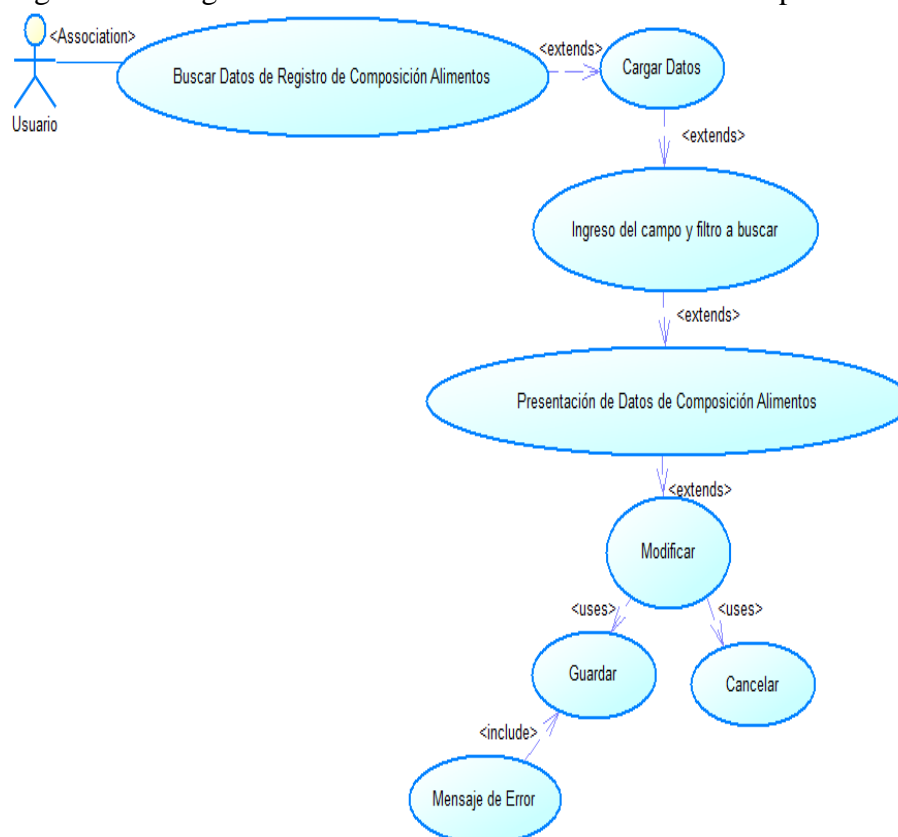 <Association>
Usuario
Buscar Datos de Registro de Composición Alimentos
<extends>
Cargar Datos
<extends>
Ingreso del campo y filtro a buscar
<extends>
Presentación de Datos de Composición Alimentos
<extends>
Modificar
<uses>
<uses>
Guardar
Cancelar
<include>
Mensaje de Error